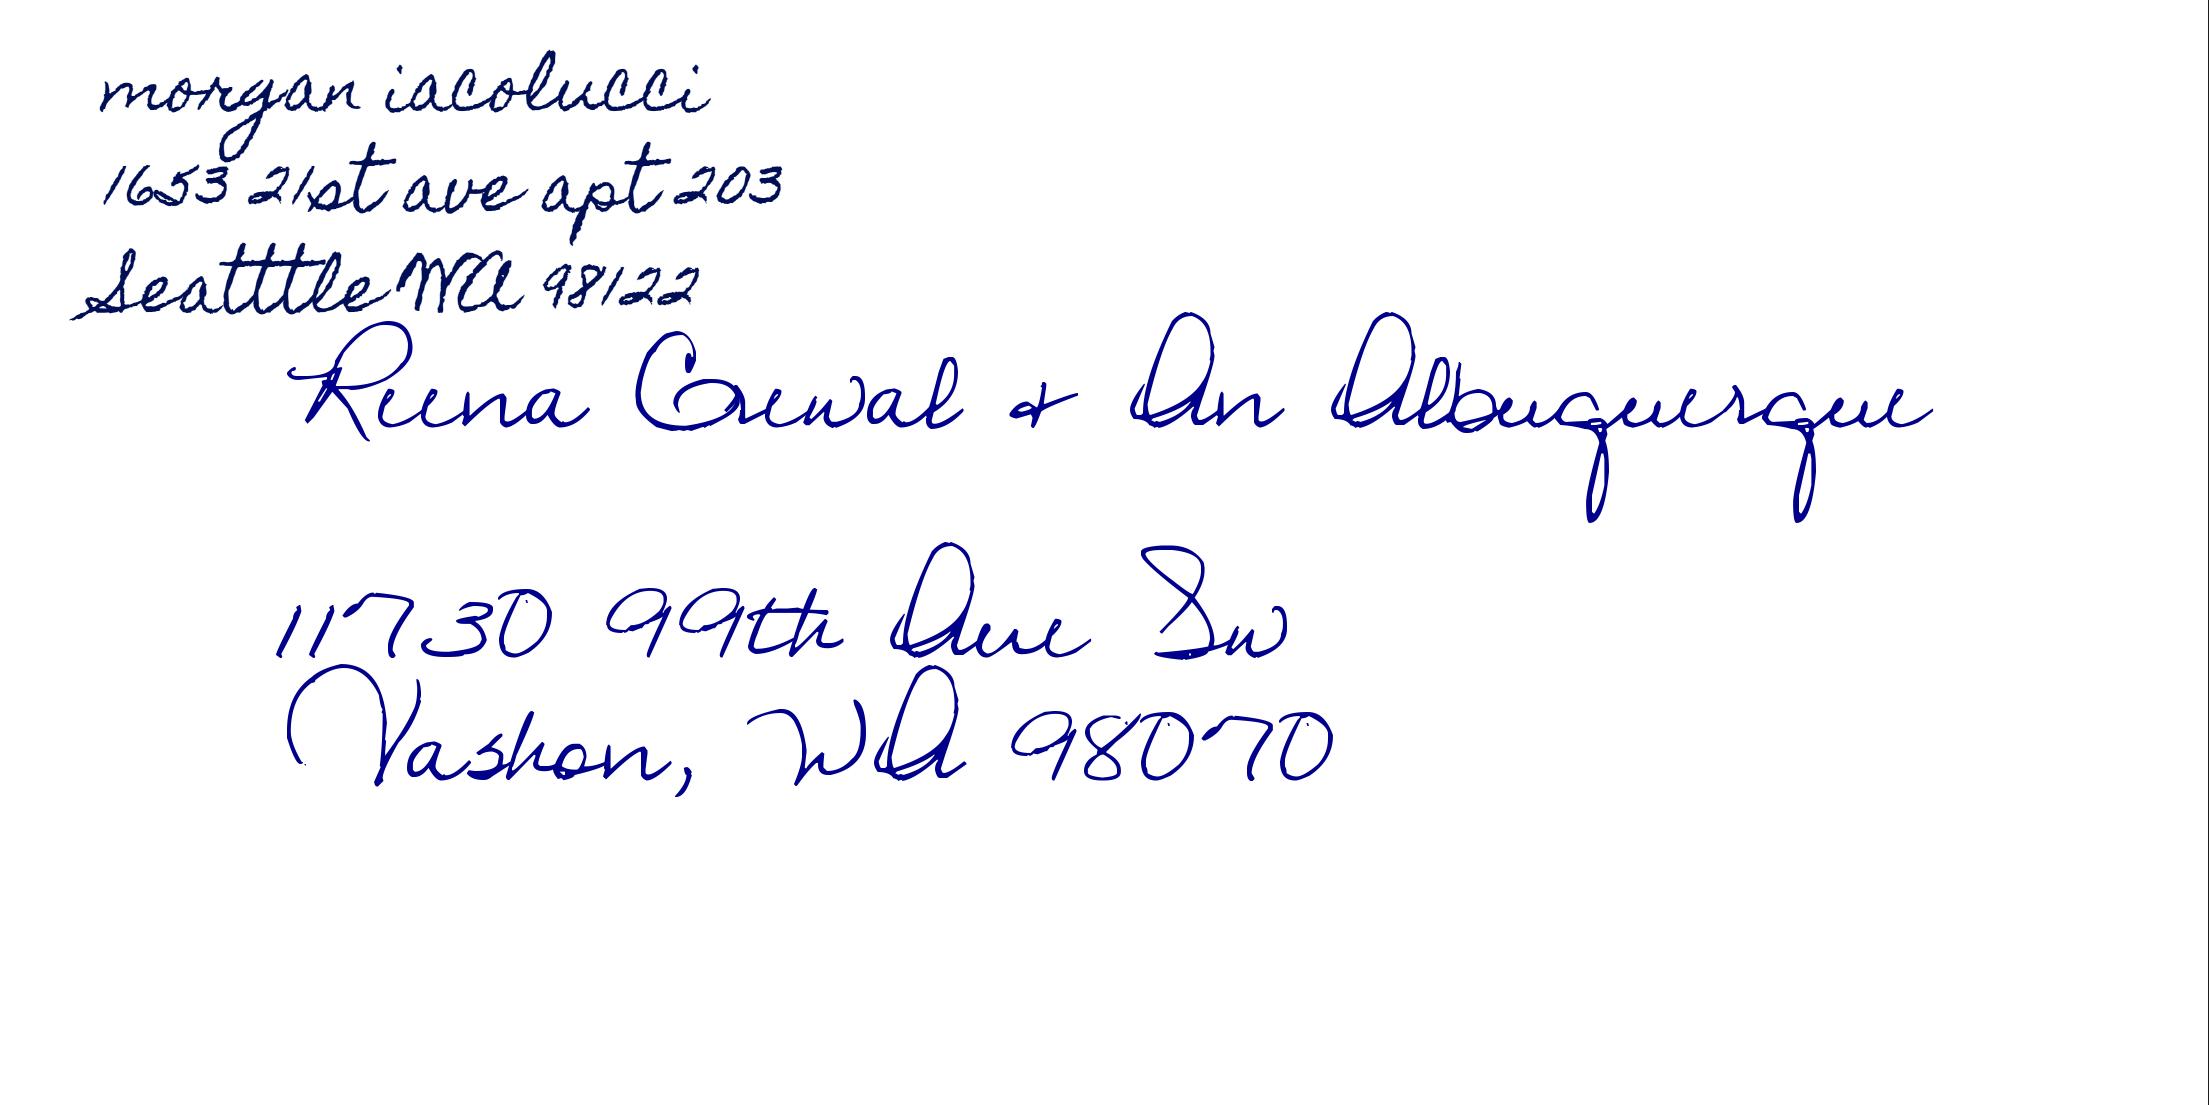 morgan iacolucci
1653 21st ave apt 203
Seatttle WA 98122
Reena Grewal & An Albuquerque
11730 99th Ave Sw
Vashon, WA 98070